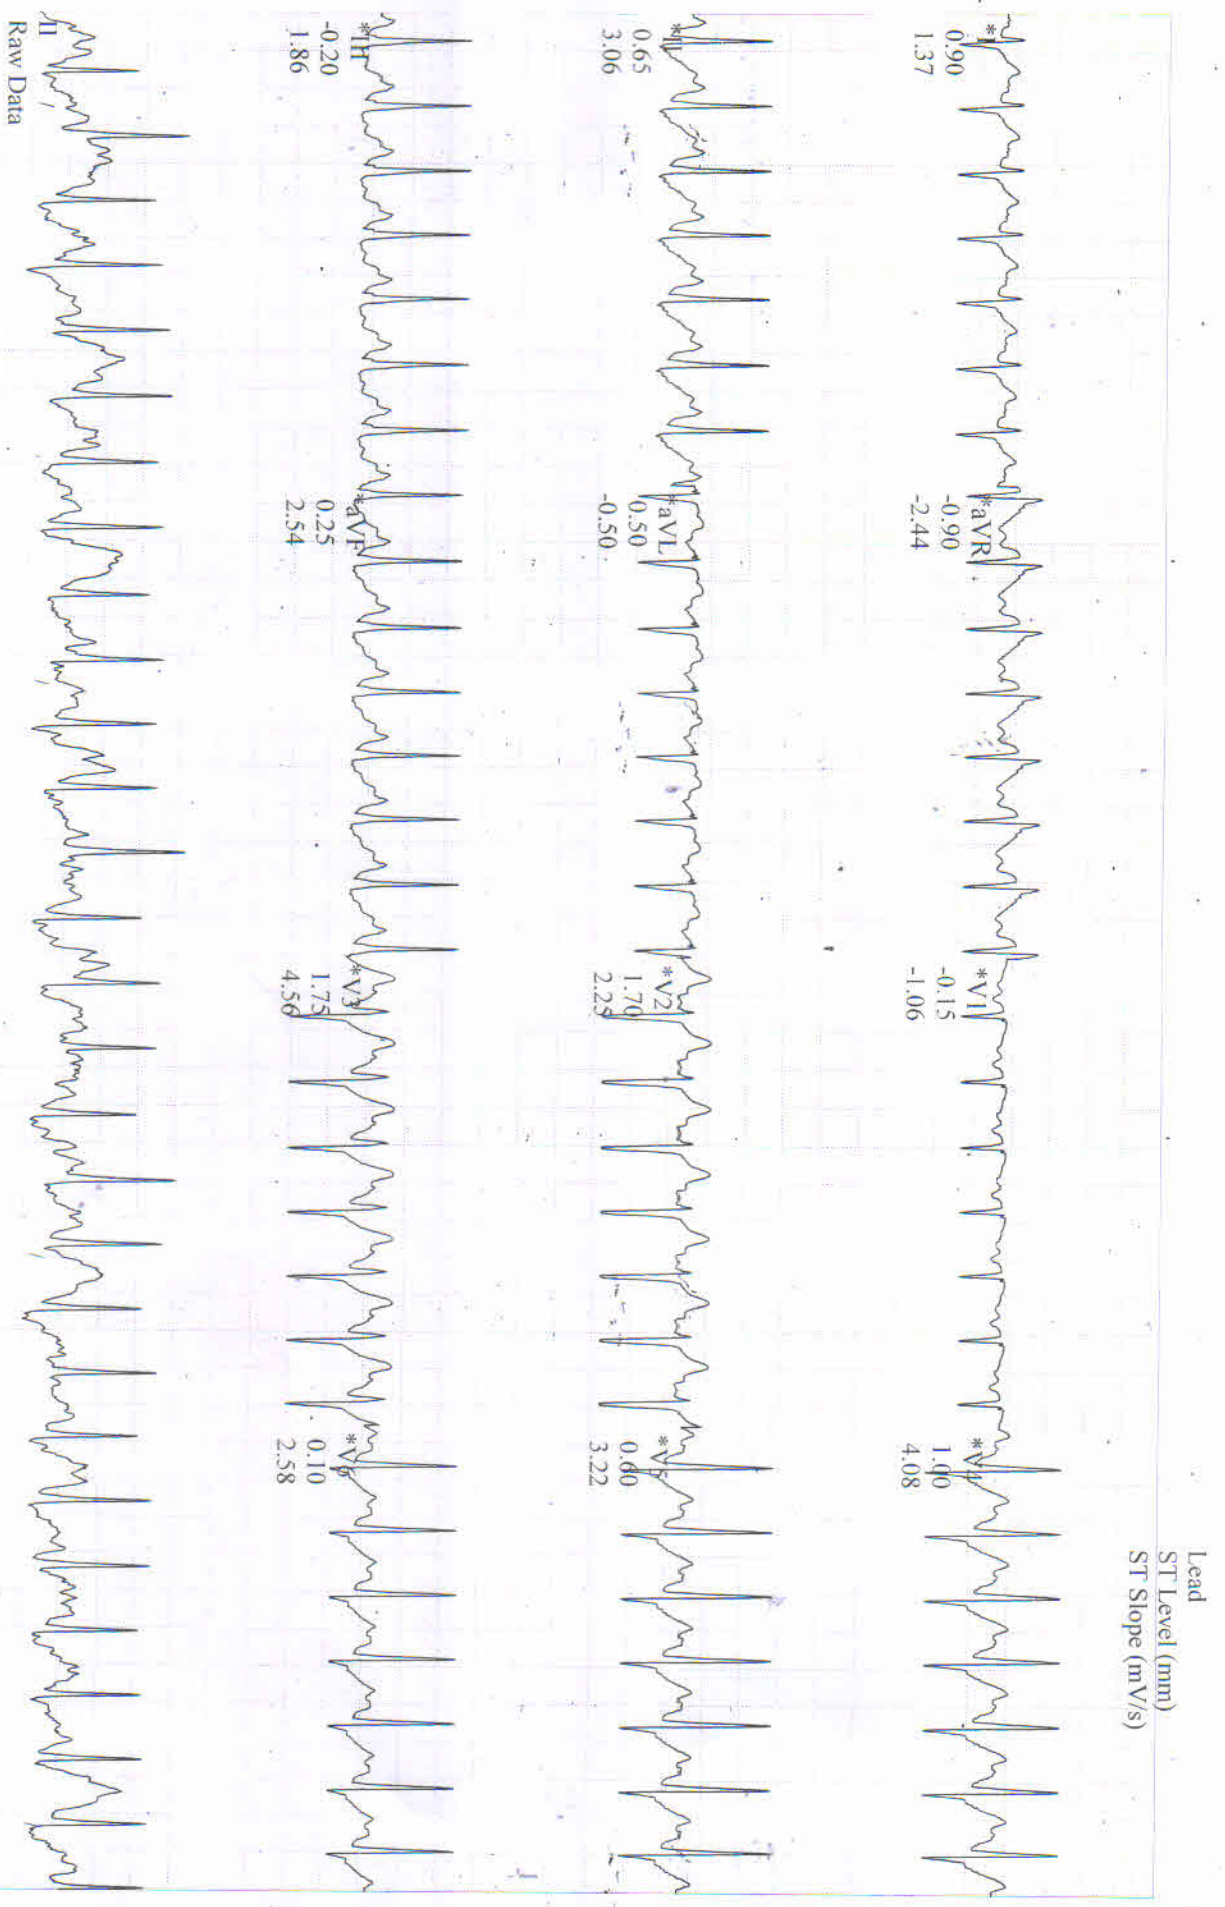 Lead
ST Level (mm)
ST Slope (mV/s)
*I
0.90
1.37
*aVR
-0.90
-2.44
*V1
-0.15
-1.06
*V4
1.00
4.08
*II
0.65
3.06
*aVL
0.50
-0.50
*V2
1.70
2.25
*V5
0.60
3.22
*III
-0.20
1.86
*aVF
0.25
2.54
*V3
1.75
4.56
*V6
0.10
2.58
II
Raw Data